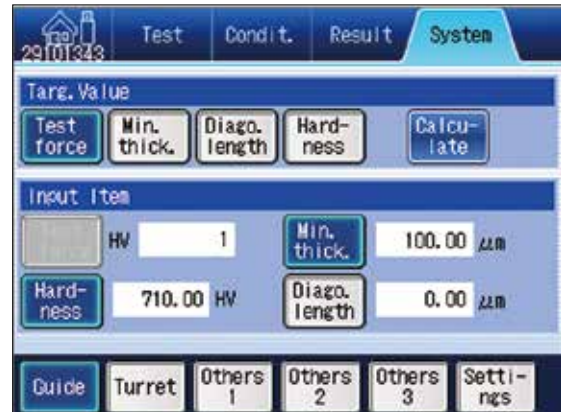 Test Condit. Result System
29101343
Targ.Value
Test force
Min. thick.
Diago. length
Hard- ness
Calcu- late
Input Item
HV 1
Min. thick.
100.00 μm
Hard- ness
710.00 HV
Diago. length
0.00 μm
Guide
Turret
Others 1
Others 2
Others 3
Setti- ngs